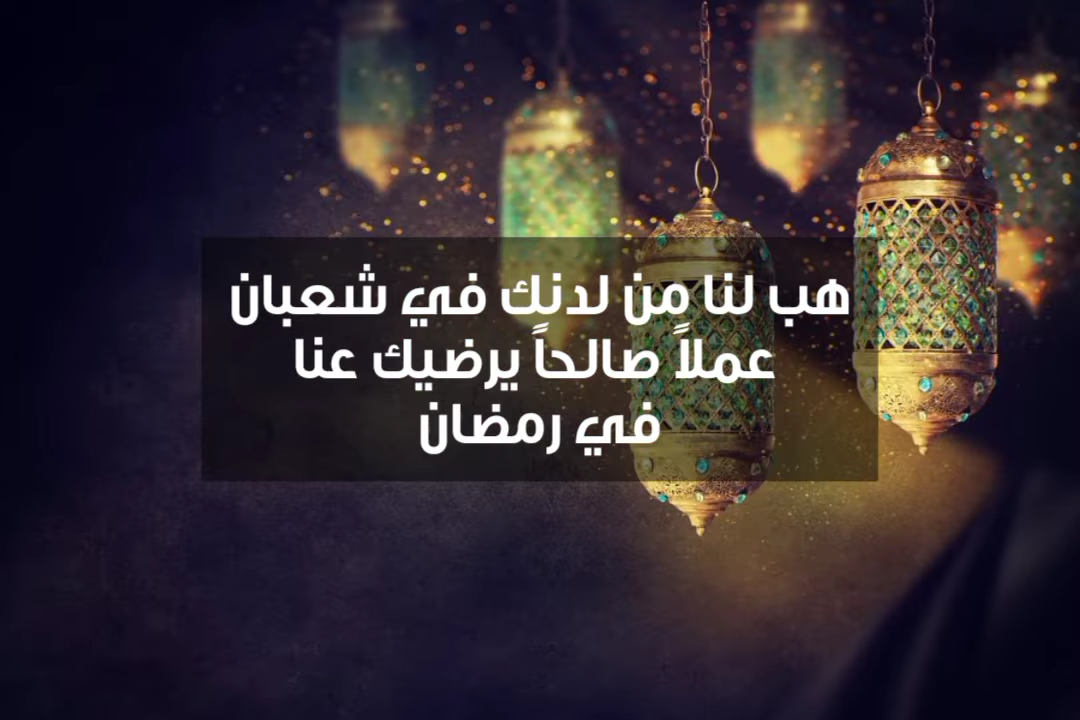 هب لنا من لدنك في شعبان
عملاً صالحاً يرضيك عنا
في رمضان